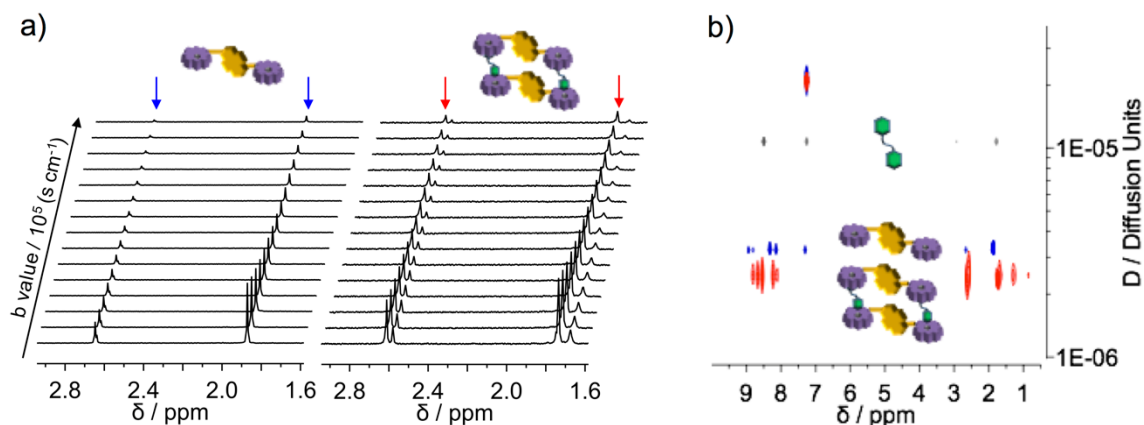 a)
b)
b value / 10⁵ (s cm⁻¹)
2.8 2.4 2.0 1.6
2.8 2.4 2.0 1.6
δ / ppm
δ / ppm
1E-05
1E-06
D / Diffusion Units
9 8 7 6 5 4 3 2 1
δ / ppm